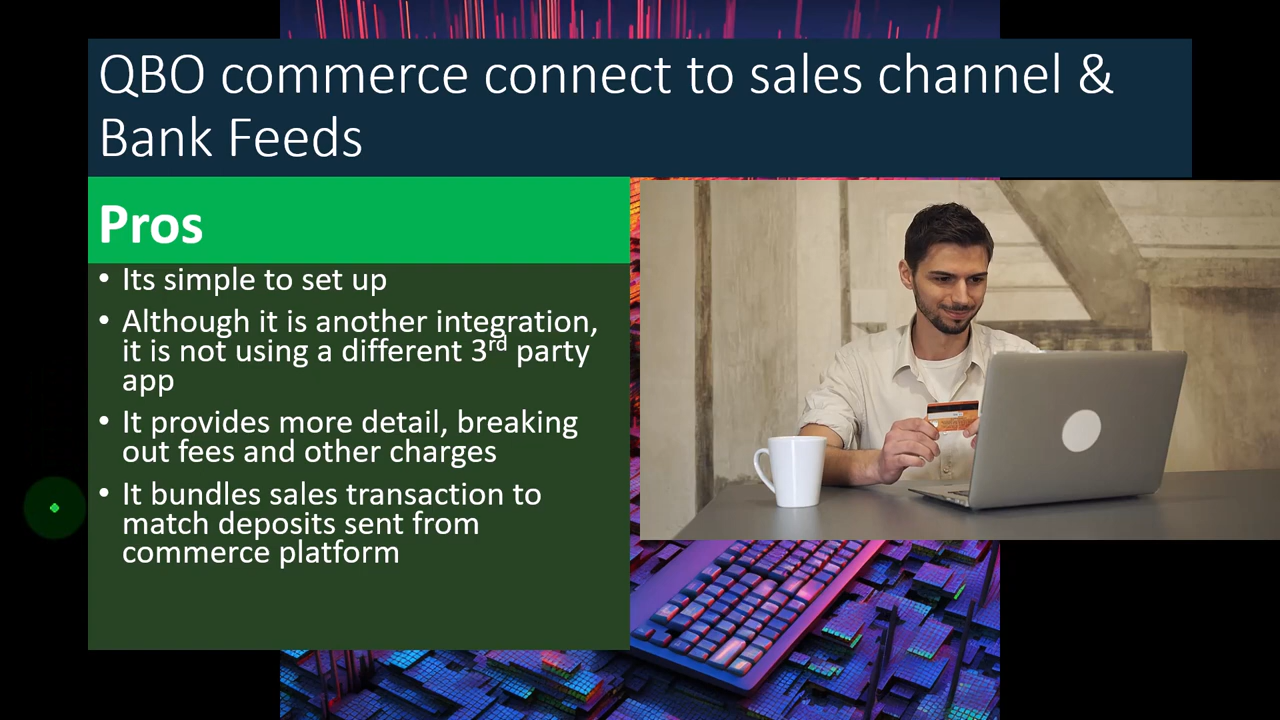 QBO commerce connect to sales channel &
Bank Feeds
Pros
• Its simple to set up
• Although it is another integration,
it is not using a different 3rd party
app
• It provides more detail, breaking
out fees and other charges
• It bundles sales transaction to
match deposits sent from
commerce platform